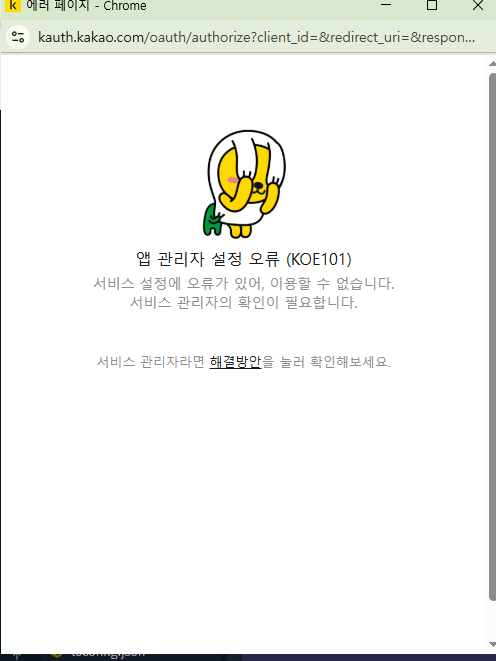 에러 페이지 - Chrome
kauth.kakao.com/oauth/authorize?client_id=&redirect_uri=&respon...
앱 관리자 설정 오류 (KOE101)
서비스 설정에 오류가 있어, 이용할 수 없습니다.
서비스 관리자의 확인이 필요합니다.
서비스 관리자라면 해결방안을 눌러 확인해보세요.